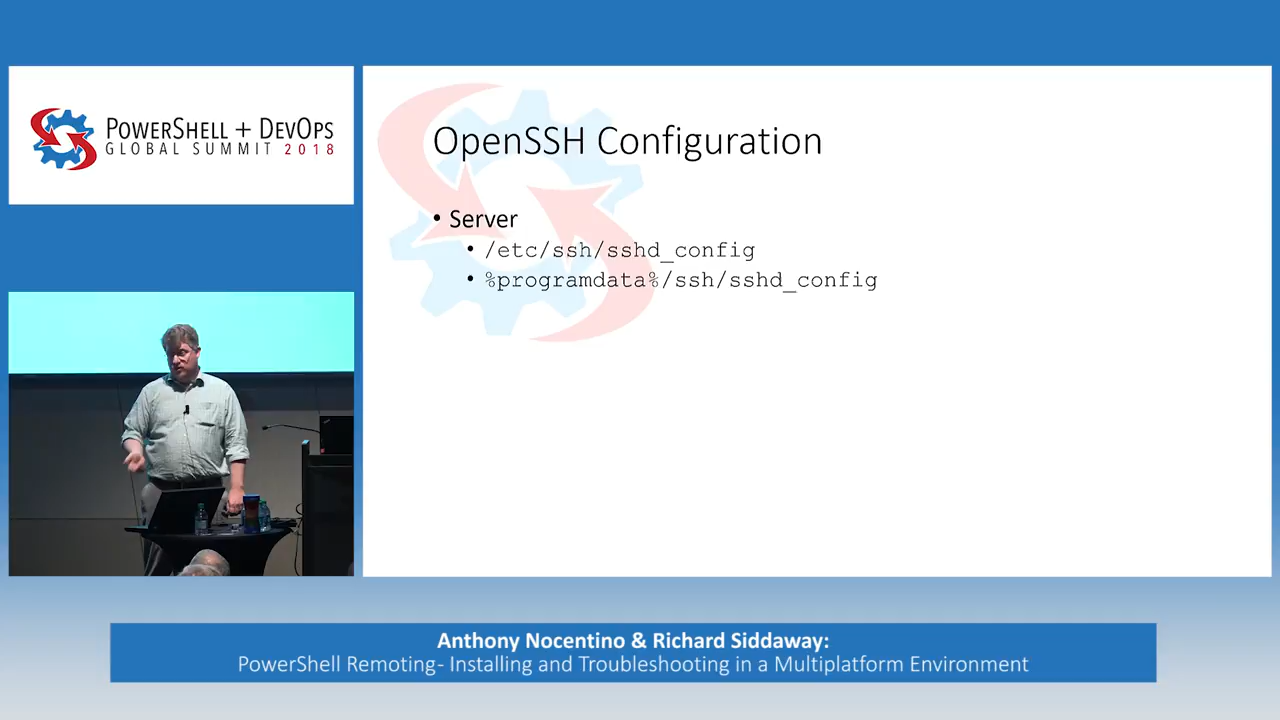 PowerShell + DevOps
Global Summit 2018
OpenSSH Configuration
• Server
• /etc/ssh/sshd_config
• %programdata%/ssh/sshd_config
Anthony Nocentino & Richard Siddaway:
PowerShell Remoting - Installing and Troubleshooting in a Multiplatform Environment